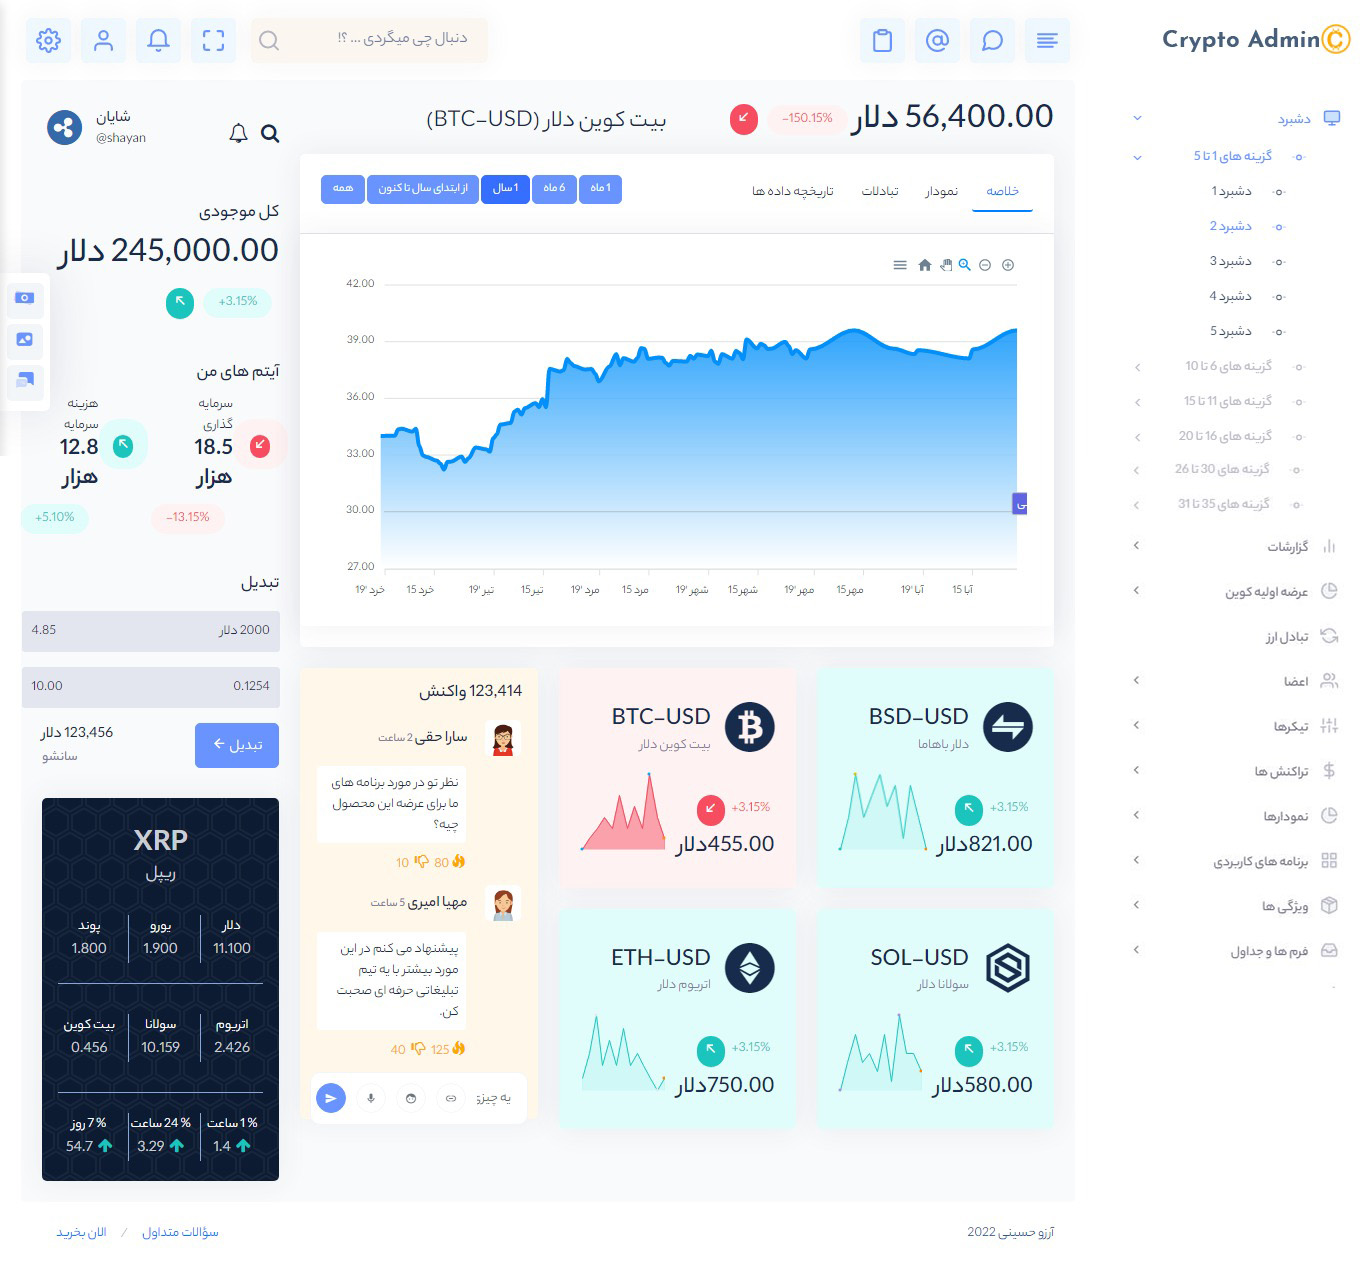 Crypto Admin
دنبال چی میگردی ... ؟!
دشبرد
گزینه های 1 تا 5
دشبرد 1
دشبرد 2
دشبرد 3
دشبرد 4
دشبرد 5
گزینه های 6 تا 10
گزینه های 11 تا 15
گزینه های 16 تا 20
گزینه های 30 تا 26
گزینه های 35 تا 31
گزارشات
عرضه اولیه کوین
تبادل ارز
اعضا
تیکرها
تراکنش ها
نمودارها
برنامه های کاربردی
ویژگی ها
فرم ها و جداول
56,400.00 دلار
-150.15%
بیت کوین دلار (BTC-USD)
خلاصه
نمودار
تبادلات
تاریخچه داده ها
1 ماه
6 ماه
1 سال
از ابتدای سال تا کنون
همه
42.00
39.00
36.00
33.00
30.00
27.00
خرد '19
خرد 15
تیر '19
تیر 15
مرد '19
مرد 15
شهر '19
شهر 15
مهر '19
مهر 15
آبا '19
آبا 15
BSD-USD
دلار باهاما
+3.15%
821.00دلار
BTC-USD
بیت کوین دلار
+3.15%
455.00دلار
SOL-USD
سولانا دلار
+3.15%
580.00دلار
ETH-USD
اتریوم دلار
+3.15%
750.00دلار
123,414 واکنش
سارا حقی 2 ساعت
نظر تو در مورد برنامه های
ما برای عرضه این محصول
چیه؟
80 10
مهیا امیری 5 ساعت
پیشنهاد می کنم در این
مورد بیشتر با یه تیم
تبلیغاتی حرفه ای صحبت
کن.
125 40
یه چیزی
شایان
@shayan
کل موجودی
245,000.00 دلار
+3.15%
آیتم های من
سرمایه
گذاری
18.5
هزار
-13.15%
هزینه
سرمایه
12.8
هزار
+5.10%
تبدیل
2000 دلار 4.85
0.1254 10.00
تبدیل
123,456 دلار
سانشو
XRP
ریپل
دلار یورو پوند
11.100 1.900 1.800
اتریوم سولانا بیت کوین
2.426 10.159 0.456
% 1 ساعت % 24 ساعت % 7 روز
1.4 3.29 54.7
آرزو حسینی 2022
سؤالات متداول / الان بخرید